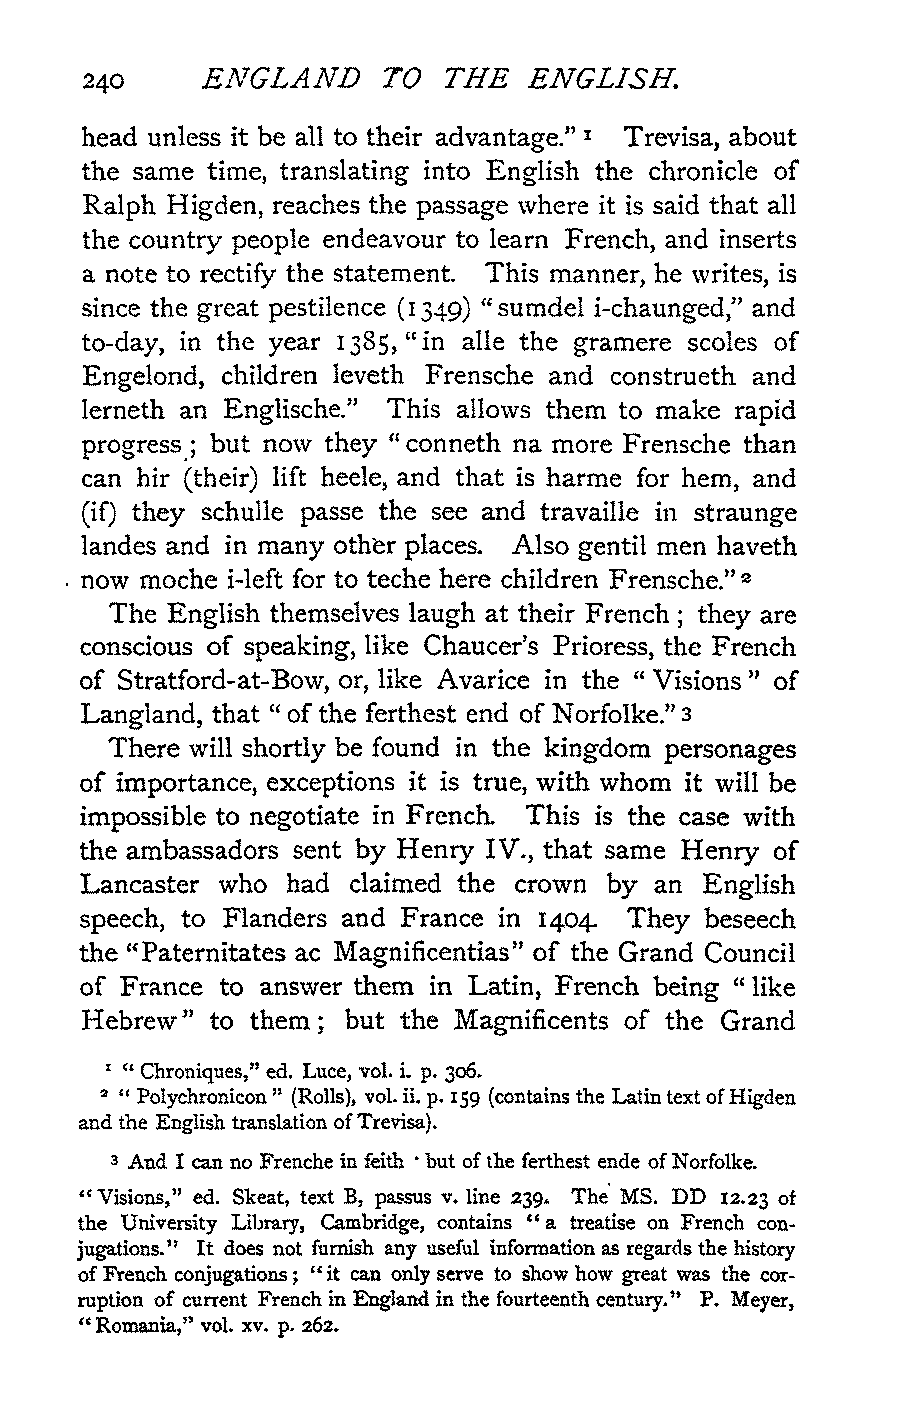 240 ENGLAND TO THE ENGLISH.
head unless it be all to their advantage." ¹ Trevisa, about
the same time, translating into English the chronicle of
Ralph Higden, reaches the passage where it is said that all
the country people endeavour to learn French, and inserts
a note to rectify the statement. This manner, he writes, is
since the great pestilence (1349) "sumdel i-chaunged," and
to-day, in the year 1385, "in alle the gramere scoles of
Engelond, children leveth Frensche and construeth and
lerneth an Englische." This allows them to make rapid
progress; but now they "conneth na more Frensche than
can hir (their) lift heele, and that is harme for hem, and
(if) they schulle passe the see and travaille in straunge
landes and in many other places. Also gentil men haveth
now moche i-left for to teche here children Frensche." ²
The English themselves laugh at their French; they are
conscious of speaking, like Chaucer's Prioress, the French
of Stratford-at-Bow, or, like Avarice in the "Visions" of
Langland, that "of the ferthest end of Norfolke." ³
There will shortly be found in the kingdom personages
of importance, exceptions it is true, with whom it will be
impossible to negotiate in French. This is the case with
the ambassadors sent by Henry IV., that same Henry of
Lancaster who had claimed the crown by an English
speech, to Flanders and France in 1404. They beseech
the "Paternitates ac Magnificentias" of the Grand Council
of France to answer them in Latin, French being "like
Hebrew" to them; but the Magnificents of the Grand
¹ "Chroniques," ed. Luce, vol. i. p. 306.
² "Polychronicon" (Rolls), vol. ii. p. 159 (contains the Latin text of Higden
and the English translation of Trevisa).
³ And I can no Frenche in feith · but of the ferthest ende of Norfolke.
"Visions," ed. Skeat, text B, passus v. line 239. The MS. DD 12.23 of
the University Library, Cambridge, contains "a treatise on French con-
jugations." It does not furnish any useful information as regards the history
of French conjugations; "it can only serve to show how great was the cor-
ruption of current French in England in the fourteenth century." P. Meyer,
"Romania," vol. xv. p. 262.